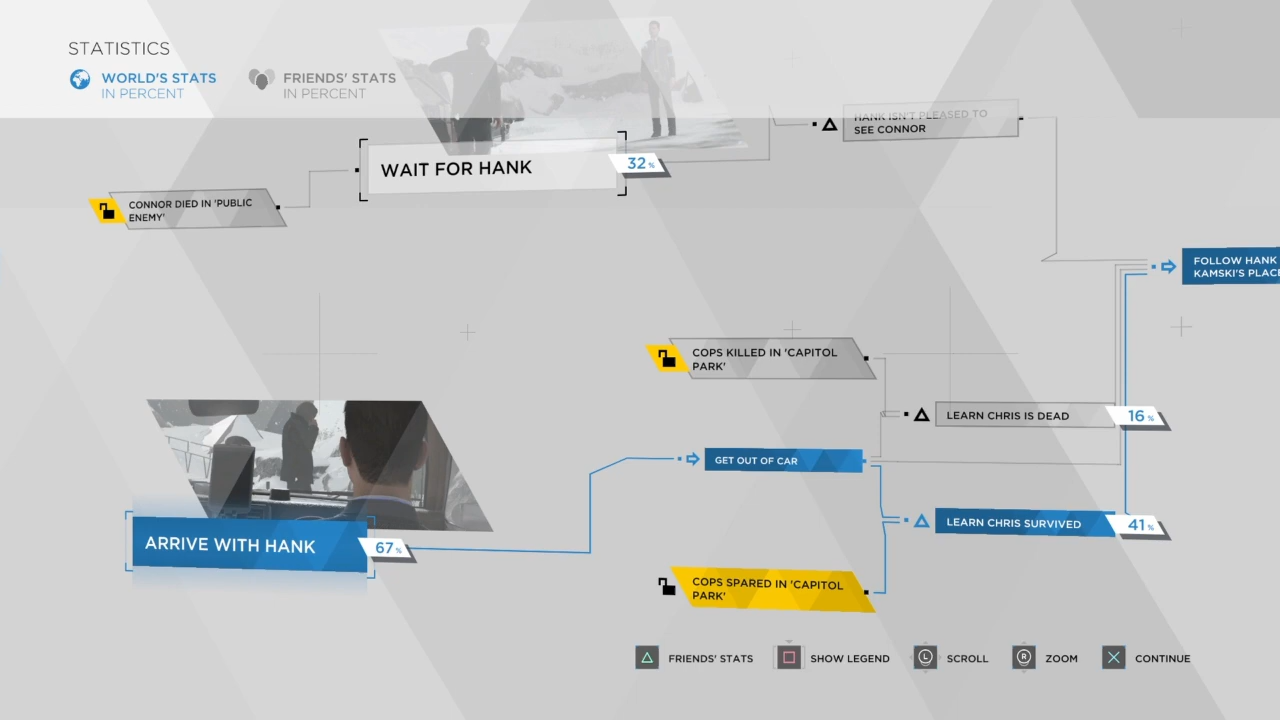 STATISTICS
WORLD'S STATS
IN PERCENT
FRIENDS' STATS
IN PERCENT
HANK ISN'T PLEASED TO
SEE CONNOR
WAIT FOR HANK
32 %
CONNOR DIED IN 'PUBLIC
ENEMY'
FOLLOW HANK
KAMSKI'S PLACE
COPS KILLED IN 'CAPITOL
PARK'
LEARN CHRIS IS DEAD
16 %
GET OUT OF CAR
LEARN CHRIS SURVIVED
41 %
ARRIVE WITH HANK
67 %
COPS SPARED IN 'CAPITOL
PARK'
FRIENDS' STATS
SHOW LEGEND
L
SCROLL
R
ZOOM
CONTINUE